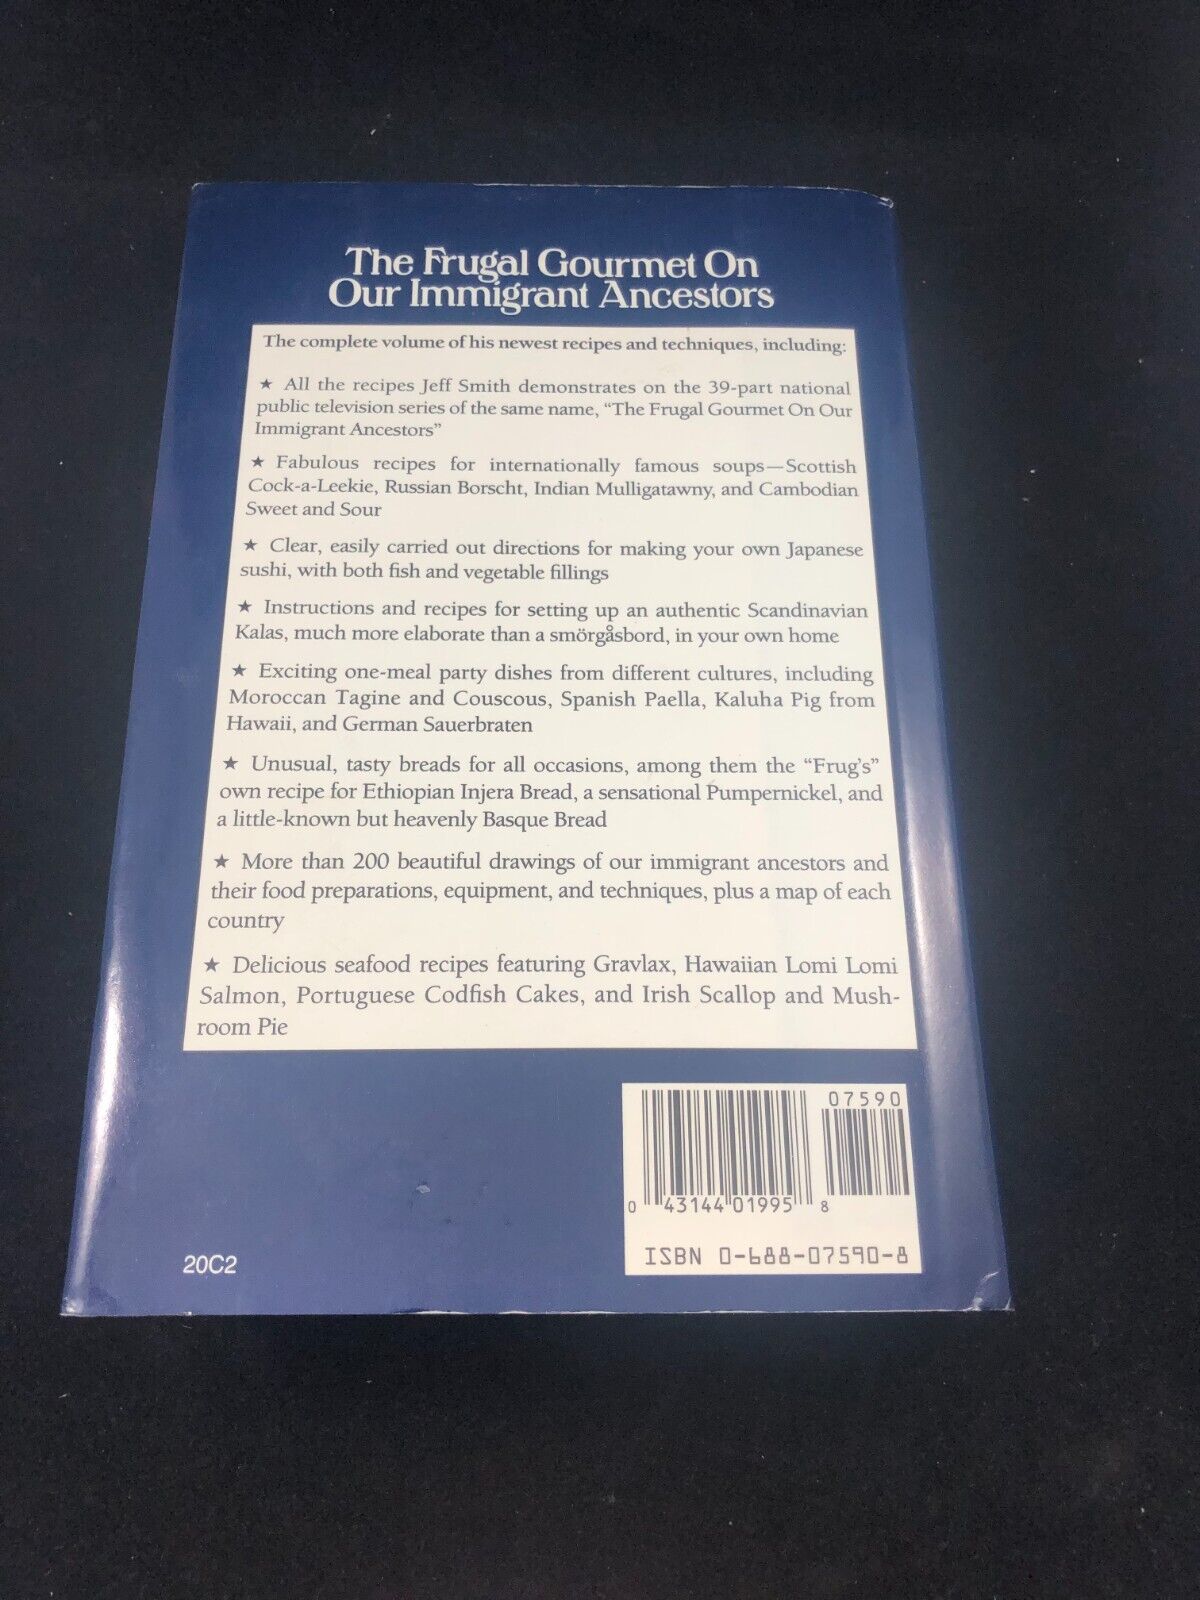 The Frugal Gourmet On
Our Immigrant Ancestors
The complete volume of his newest recipes and techniques, including:
★ All the recipes Jeff Smith demonstrates on the 39-part national
public television series of the same name, “The Frugal Gourmet On Our
Immigrant Ancestors”
★ Fabulous recipes for internationally famous soups—Scottish
Cock-a-Leekie, Russian Borscht, Indian Mulligatawny, and Cambodian
Sweet and Sour
★ Clear, easily carried out directions for making your own Japanese
sushi, with both fish and vegetable fillings
★ Instructions and recipes for setting up an authentic Scandinavian
Kalas, much more elaborate than a smörgåsbord, in your own home
★ Exciting one-meal party dishes from different cultures, including
Moroccan Tagine and Couscous, Spanish Paella, Kaluha Pig from
Hawaii, and German Sauerbraten
★ Unusual, tasty breads for all occasions, among them the “Frug’s”
own recipe for Ethiopian Injera Bread, a sensational Pumpernickel, and
a little-known but heavenly Basque Bread
★ More than 200 beautiful drawings of our immigrant ancestors and
their food preparations, equipment, and techniques, plus a map of each
country
★ Delicious seafood recipes featuring Gravlax, Hawaiian Lomi Lomi
Salmon, Portuguese Codfish Cakes, and Irish Scallop and Mush-
room Pie
07590
0 43144 01995 8
ISBN 0-688-07590-8
20C2